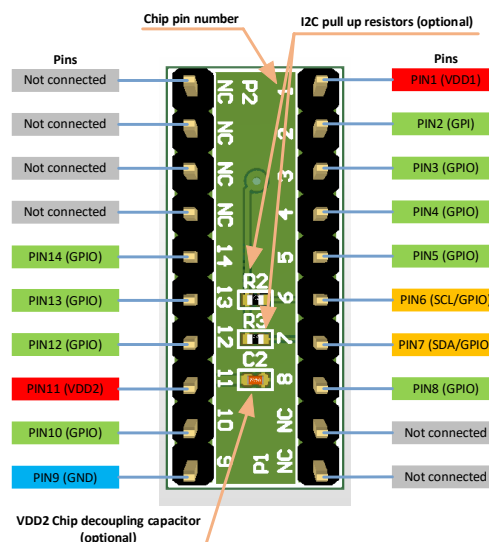 Chip pin number
I2C pull up resistors (optional)
Pins
Pins
Not connected
NC
P2
1
PIN1 (VDD1)
Not connected
NC
2
PIN2 (GPI)
Not connected
NC
3
PIN3 (GPIO)
Not connected
NC
4
PIN4 (GPIO)
PIN14 (GPIO)
14
5
PIN5 (GPIO)
R2
PIN13 (GPIO)
13
6
PIN6 (SCL/GPIO)
R3
PIN12 (GPIO)
12
7
PIN7 (SDA/GPIO)
C2
PIN11 (VDD2)
11
8
PIN8 (GPIO)
PIN10 (GPIO)
10
NC
Not connected
PIN9 (GND)
9
P1
NC
Not connected
VDD2 Chip decoupling capacitor
(optional)